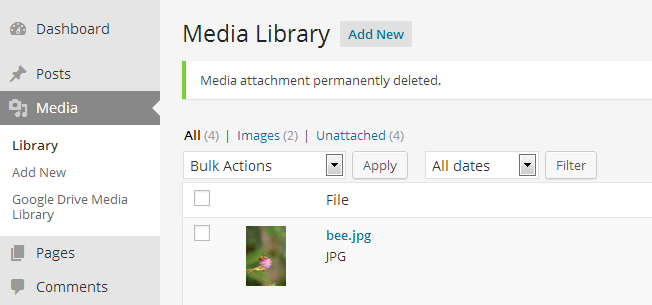 Dashboard
Posts
Media
Library
Add New
Google Drive Media
Library
Pages
Comments
Media Library Add New
Media attachment permanently deleted.
All (4) | Images (2) | Unattached (4)
Bulk Actions Apply All dates Filter
File
bee.jpg
JPG